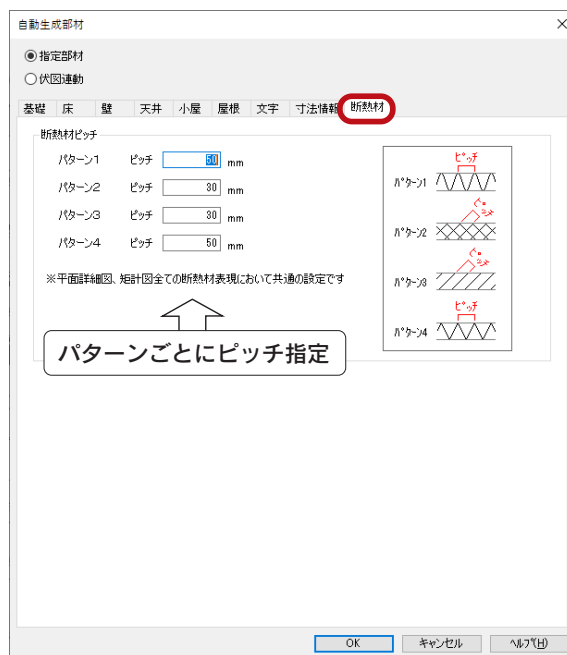 自動生成部材
指定部材
伏図連動
基礎 床 壁 天井 小屋 屋根 文字 寸法情報 断熱材
断熱材ピッチ
パターン1 ピッチ 50 mm
パターン2 ピッチ 30 mm
パターン3 ピッチ 30 mm
パターン4 ピッチ 50 mm
※平面詳細図、矩計図全ての断熱材表現において共通の設定です
ピッチ
パターン1
ピッチ
パターン2
ピッチ
パターン3
ピッチ
パターン4
パターンごとにピッチ指定
OK キャンセル ヘルプ(H)